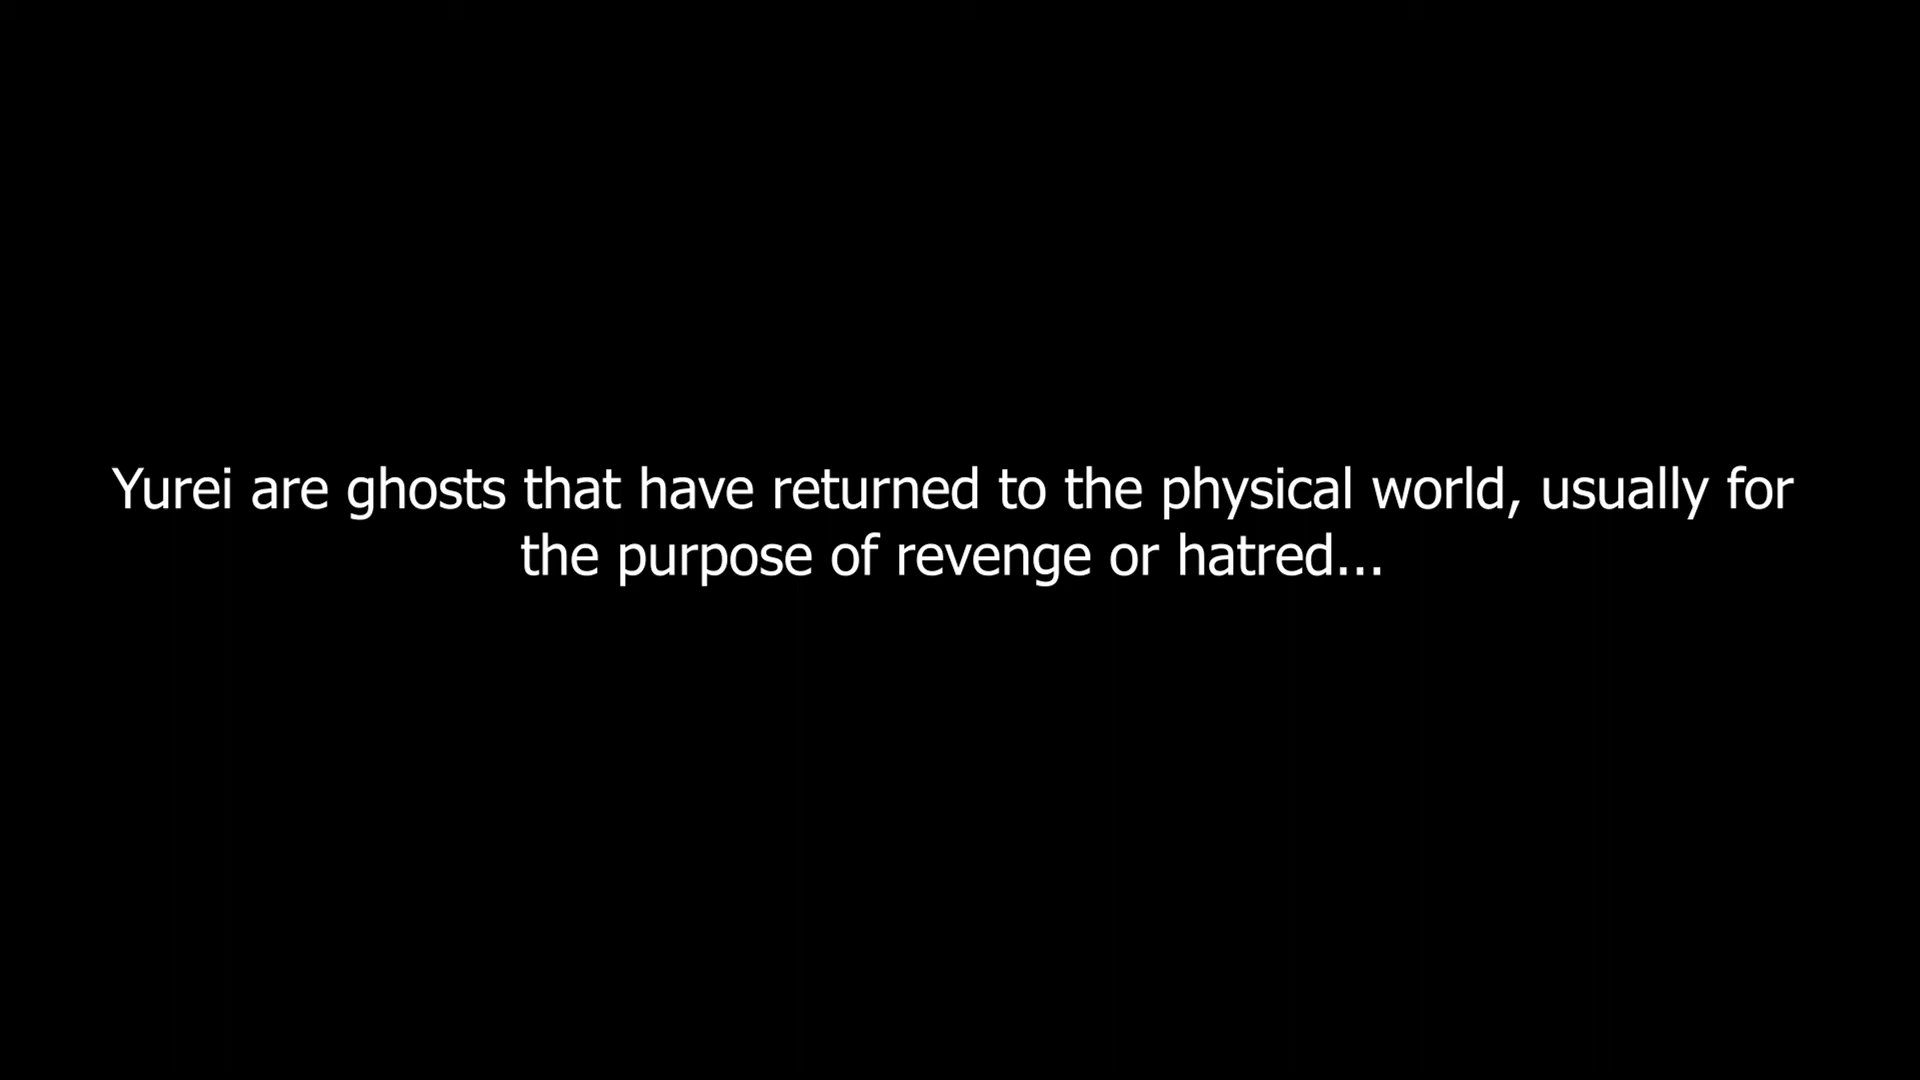 Yurei are ghosts that have returned to the physical world, usually for
the purpose of revenge or hatred...